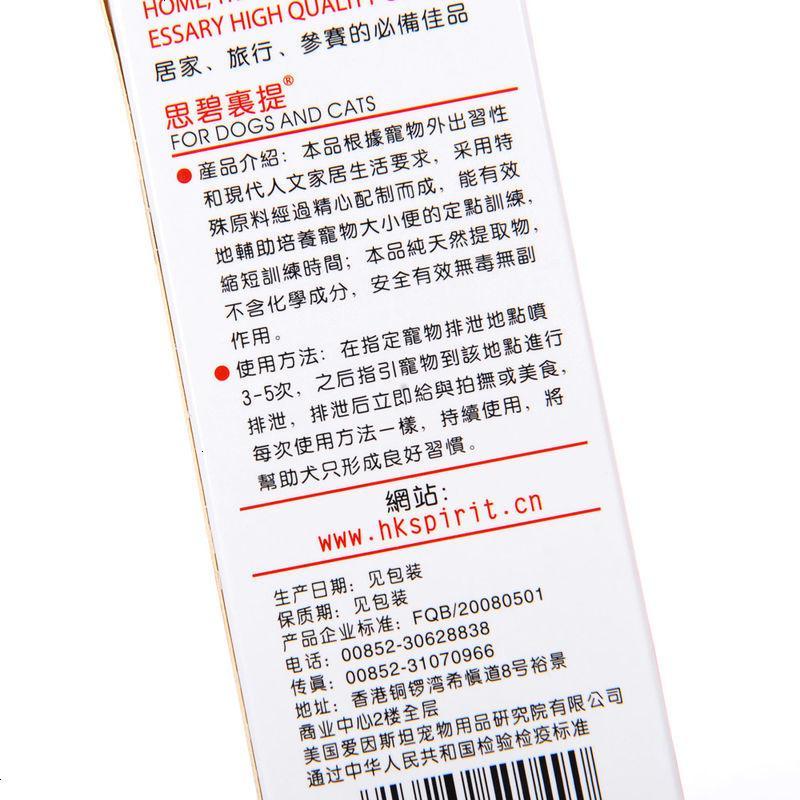 HOME,
ESSARY HIGH QUALITY
居家、旅行、參賽的必備佳品
思碧裏提®
FOR DOGS AND CATS
產品介紹：本品根據寵物外出習性
和現代人文家居生活要求，采用特
殊原料經過精心配制而成，能有效
地輔助培養寵物大小便的定點訓練，
縮短訓練時間；本品純天然提取物，
不含化學成分，安全有效無毒無副
作用。
使用方法：在指定寵物排泄地點噴
3-5次，之后指引寵物到該地點進行
排泄，排泄后立即給與拍撫或美食，
每次使用方法一樣，持續使用，將
幫助犬只形成良好習慣。
網站：
www.hkspirit.cn
生产日期：见包装
保质期：见包装
产品企业标准：FQB/20080501
电话：00852-30628838
传真：00852-31070966
地址：香港铜锣湾希慎道8号裕景
商业中心2楼全层
美国爱因斯坦宠物用品研究院有限公司
通过中华人民共和国检验检疫标准